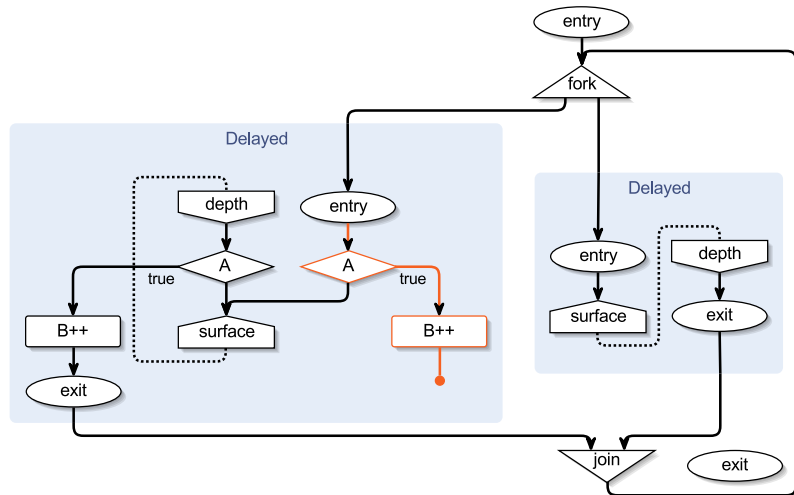 entry
fork
Delayed
depth
entry
A
true
A
true
B++
surface
B++
exit
Delayed
entry
depth
surface
exit
join
exit